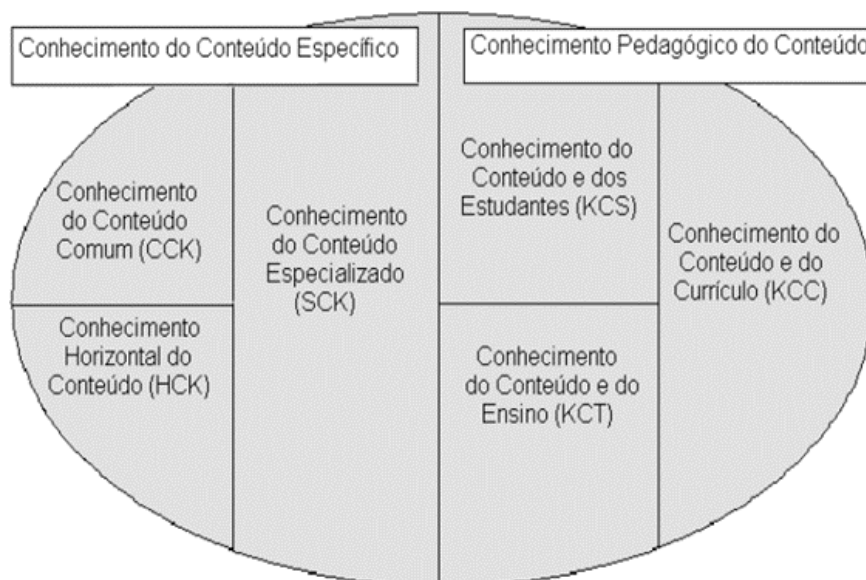 Conhecimento do Conteúdo Específico
Conhecimento Pedagógico do Conteúdo
Conhecimento
do Conteúdo
Comum (CCK)
Conhecimento
Horizontal do
Conteúdo (HCK)
Conhecimento
do Conteúdo
Especializado
(SCK)
Conhecimento do
Conteúdo e dos
Estudantes (KCS)
Conhecimento
do Conteúdo e do
Ensino (KCT)
Conhecimento do
Conteúdo e do
Currículo (KCC)